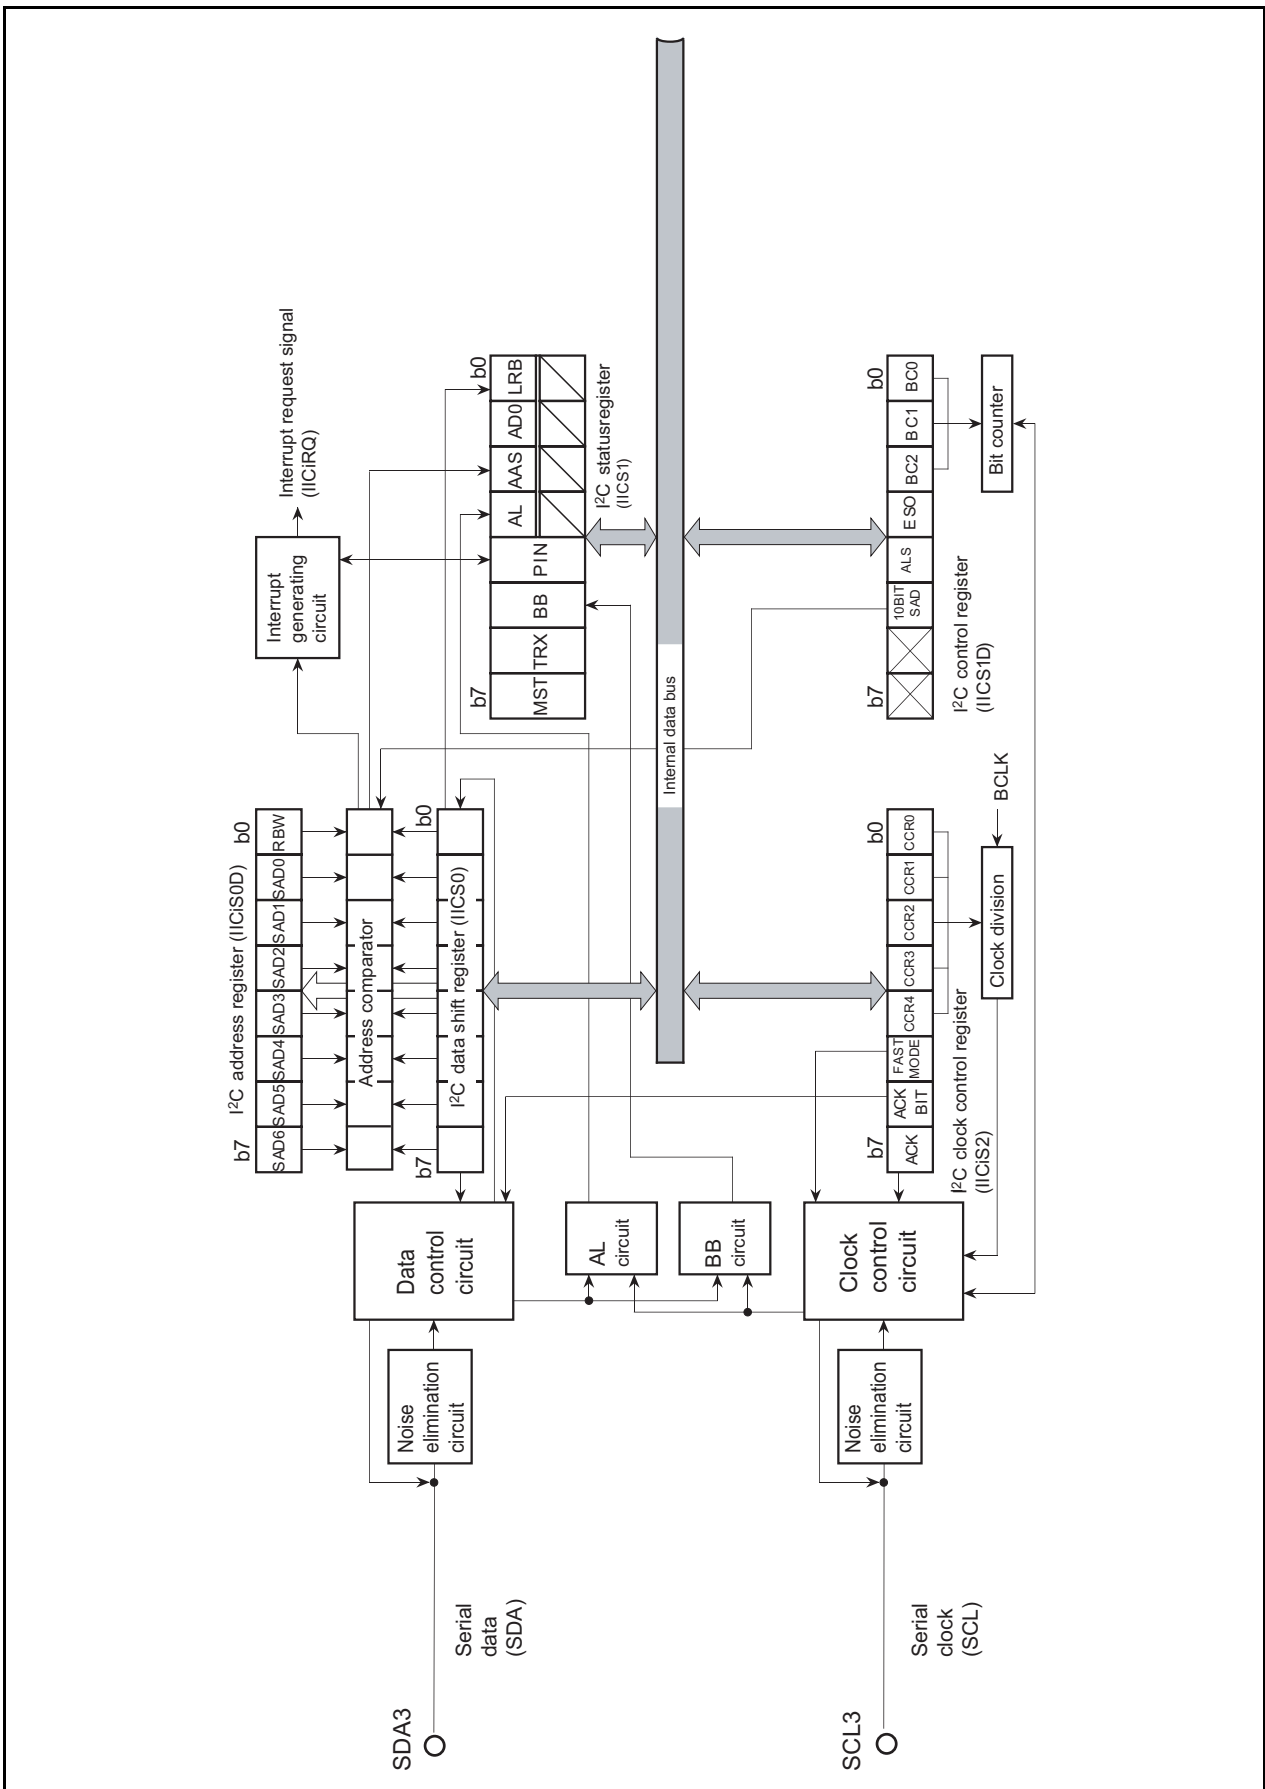 I²C address register (IICiS0D)
b7
b0
SAD6
SAD5
SAD4
SAD3
SAD2
SAD1
SAD0
RBW
Address comparator
b7
b0
I²C data shift register (IICS0)
Interrupt
generating
circuit
Interrupt request signal
(IICiRQ)
Data
control
circuit
Noise
elimination
circuit
Serial
data
(SDA)
SDA3
b7
b0
MST
TRX
BB
PIN
AL
AAS
AD0
LRB
I²C statusregister
(IICS1)
AL
circuit
BB
circuit
Internal data bus
Clock
control
circuit
Noise
elimination
circuit
Serial
clock
(SCL)
SCL3
b7
b0
ACK
ACK
BIT
FAST
MODE
CCR4
CCR3
CCR2
CCR1
CCR0
I²C clock control register
(IICiS2)
Clock division
BCLK
b7
b0
10BIT
SAD
ALS
ESO
BC2
BC1
BC0
I²C control register
(IICS1D)
Bit counter